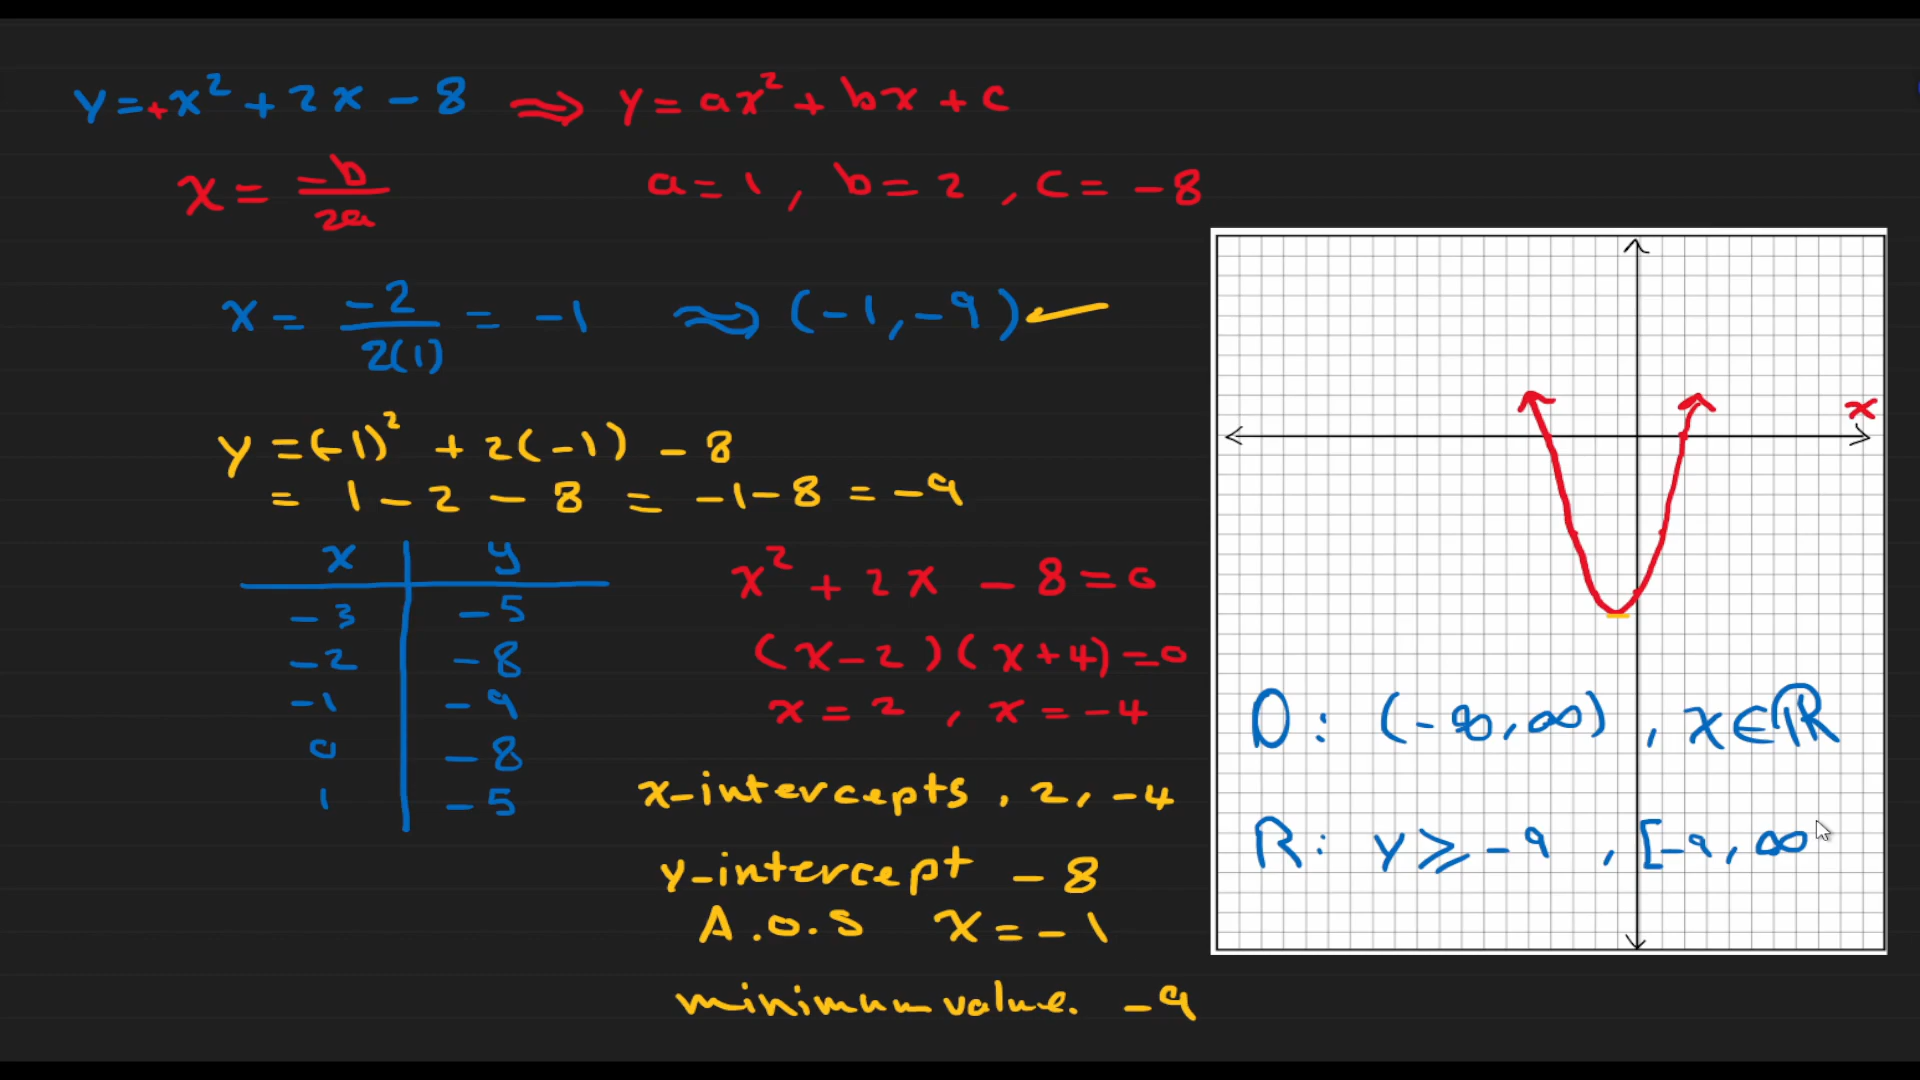 y=+x² + 2x - 8 ⇒ y = ax² + bx + c
x = -b/2a    a = 1, b = 2, c = -8
x = -2/2(1) = -1 ⇒ (-1, -9) ✓
y = (-1)² + 2(-1) - 8
= 1 - 2 - 8 = -1 - 8 = -9
x | y
-3 | -5
-2 | -8
-1 | -9
0 | -8
1 | -5
x² + 2x - 8 = 0
(x - 2)(x + 4) = 0
x = 2, x = -4
x-intercepts, 2, -4
y-intercept -8
A.O.S x = -1
minimum value. -9
x
D: (-∞, ∞), x ∈ ℝ
R: y ≥ -9, [-9, ∞